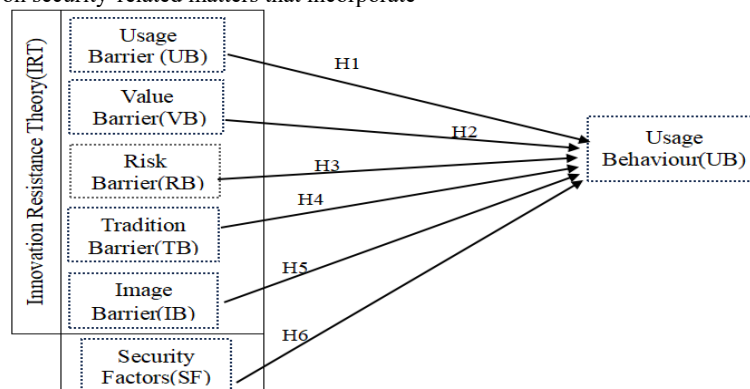 on security-related matters that incorporate
Innovation Resistance Theory(IRT)
Usage
Barrier (UB)
Value
Barrier(VB)
Risk
Barrier(RB)
Tradition
Barrier(TB)
Image
Barrier(IB)
Security
Factors(SF)
H1
H2
H3
H4
H5
H6
Usage
Behaviour(UB)